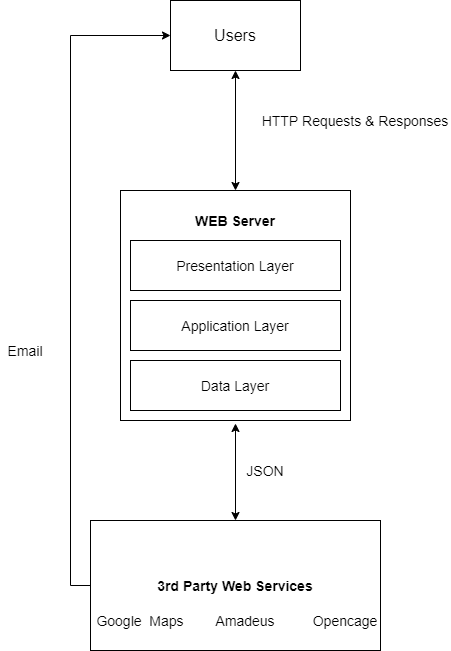 Users
HTTP Requests & Responses
WEB Server
Presentation Layer
Application Layer
Email
Data Layer
JSON
3rd Party Web Services
Google Maps Amadeus Opencage